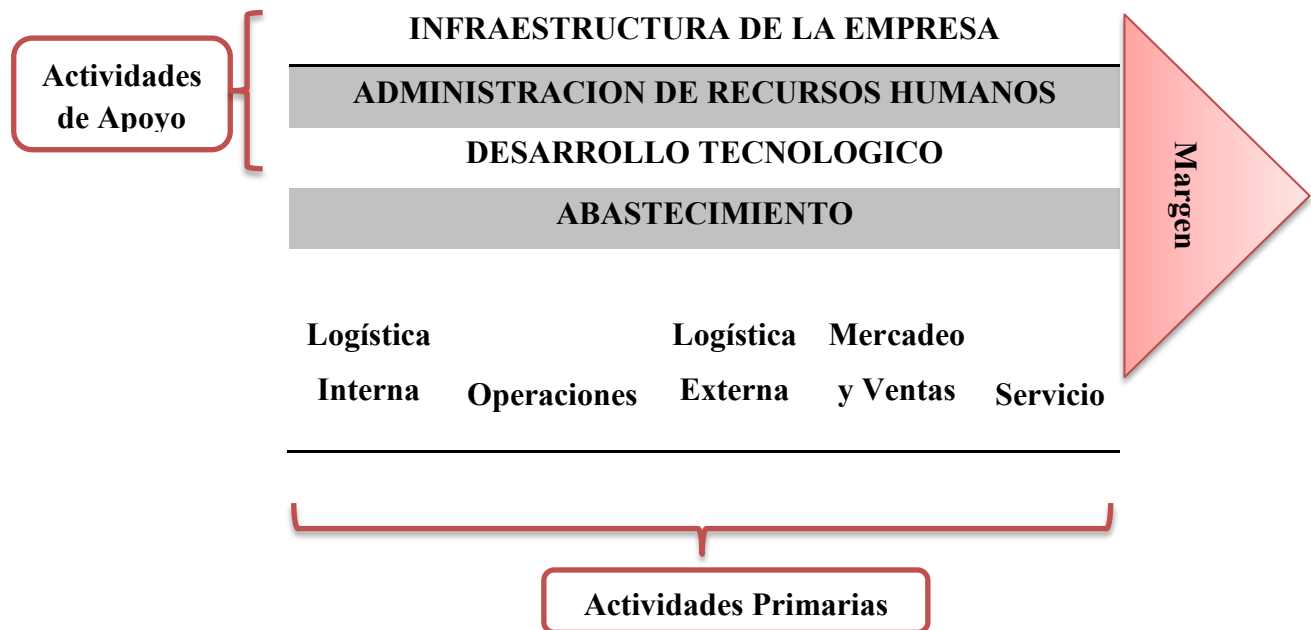 INFRAESTRUCTURA DE LA EMPRESA
Actividades
de Apoyo
ADMINISTRACION DE RECURSOS HUMANOS
DESARROLLO TECNOLOGICO
ABASTECIMIENTO
Margen
Logística
Interna
Operaciones
Logística
Externa
Mercadeo
y Ventas
Servicio
Actividades Primarias